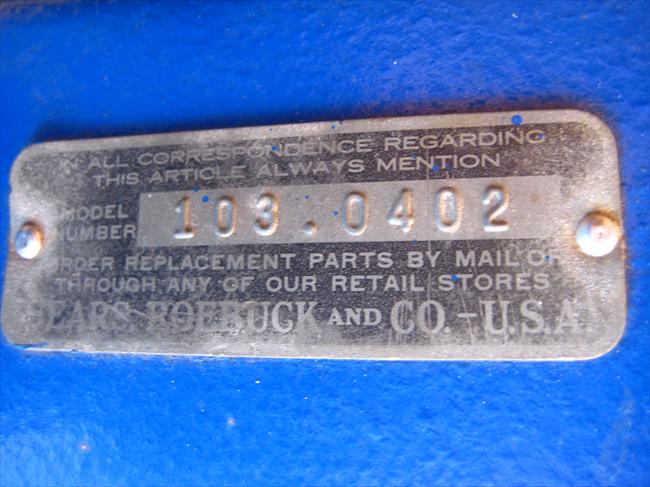 IN ALL CORRESPONDENCE REGARDING
THIS ARTICLE ALWAYS MENTION
MODEL
NUMBER 103.0402
ORDER REPLACEMENT PARTS BY MAIL OR
THROUGH ANY OF OUR RETAIL STORES
SEARS, ROEBUCK AND CO.-U.S.A.